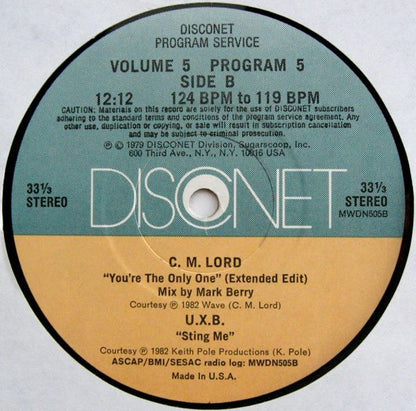 DISCONET
PROGRAM SERVICE
VOLUME 5 PROGRAM 5
SIDE B
12:12 124 BPM to 119 BPM
CAUTION: Materials on this record are solely for the use of DISCONET subscribers
adhering to the standard terms and conditions of the program service agreement. Any
other use, duplication or copying, or sale will result in subscription cancellation
and may be subject to criminal prosecution.
Ⓟ © 1979 DISCONET Division, Sugarscoop, Inc.
600 Third Ave., N.Y., N.Y. 10016 USA
33⅓ STEREO
33⅓ STEREO
MWDN505B
DISCONET
C. M. LORD
"You're The Only One" (Extended Edit)
Mix by Mark Berry
Courtesy Ⓟ 1982 Wave (C. M. Lord)
U.X.B.
"Sting Me"
Courtesy Ⓟ 1982 Keith Pole Productions (K. Pole)
ASCAP/BMI/SESAC radio log: MWDN505B
Made in U.S.A.